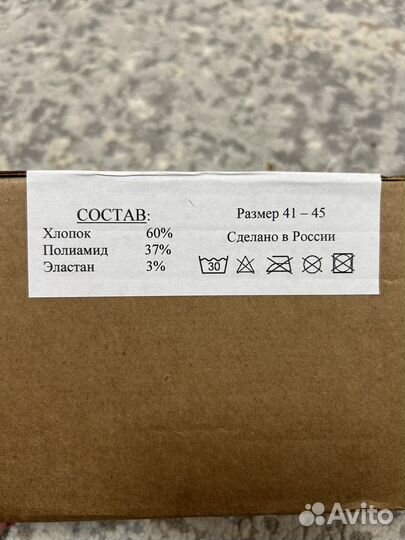 СОСТАВ:
Хлопок 60%
Полиамид 37%
Эластан 3%
Размер 41 – 45
Сделано в России
30
Avito